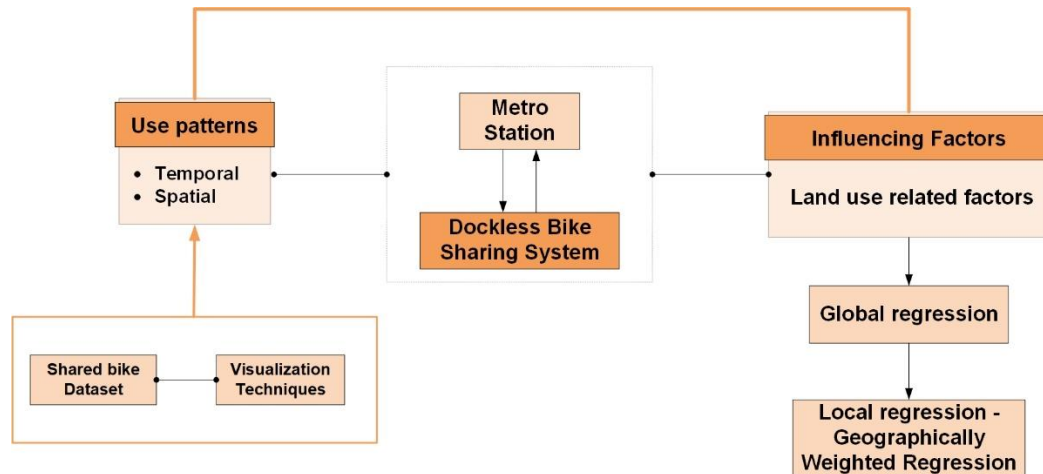 Use patterns
• Temporal
• Spatial
Metro
Station
Dockless Bike
Sharing System
Influencing Factors
Land use related factors
Global regression
Local regression -
Geographically
Weighted Regression
Shared bike
Dataset
Visualization
Techniques